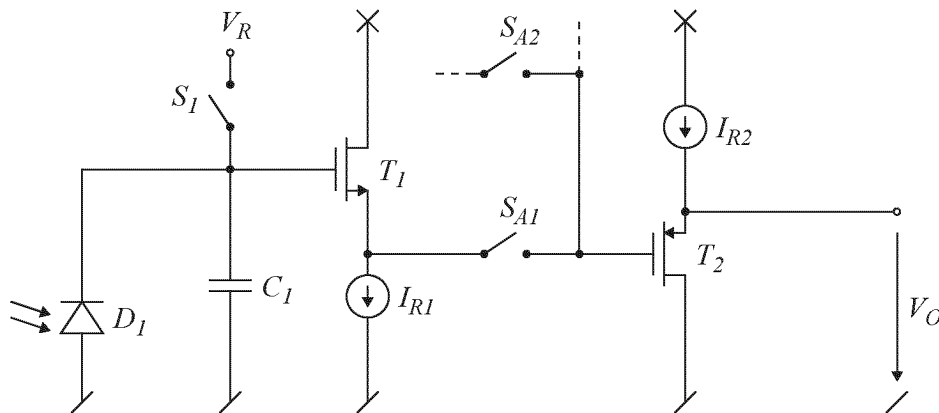 V_R
S_A2
S_1
I_R2
T_1
S_A1
T_2
D_1
C_1
I_R1
V_O